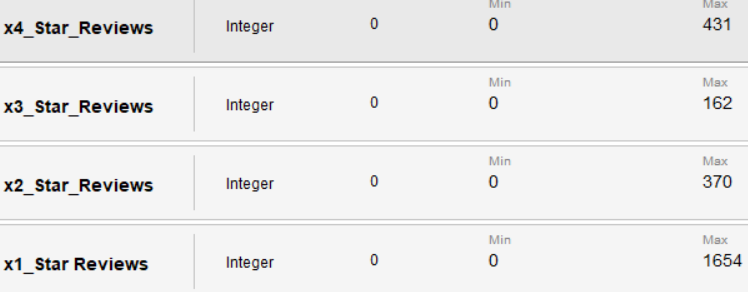 Min Max
x4_Star_Reviews Integer 0 0 431
Min Max
x3_Star_Reviews Integer 0 0 162
Min Max
x2_Star_Reviews Integer 0 0 370
Min Max
x1_Star Reviews Integer 0 0 1654